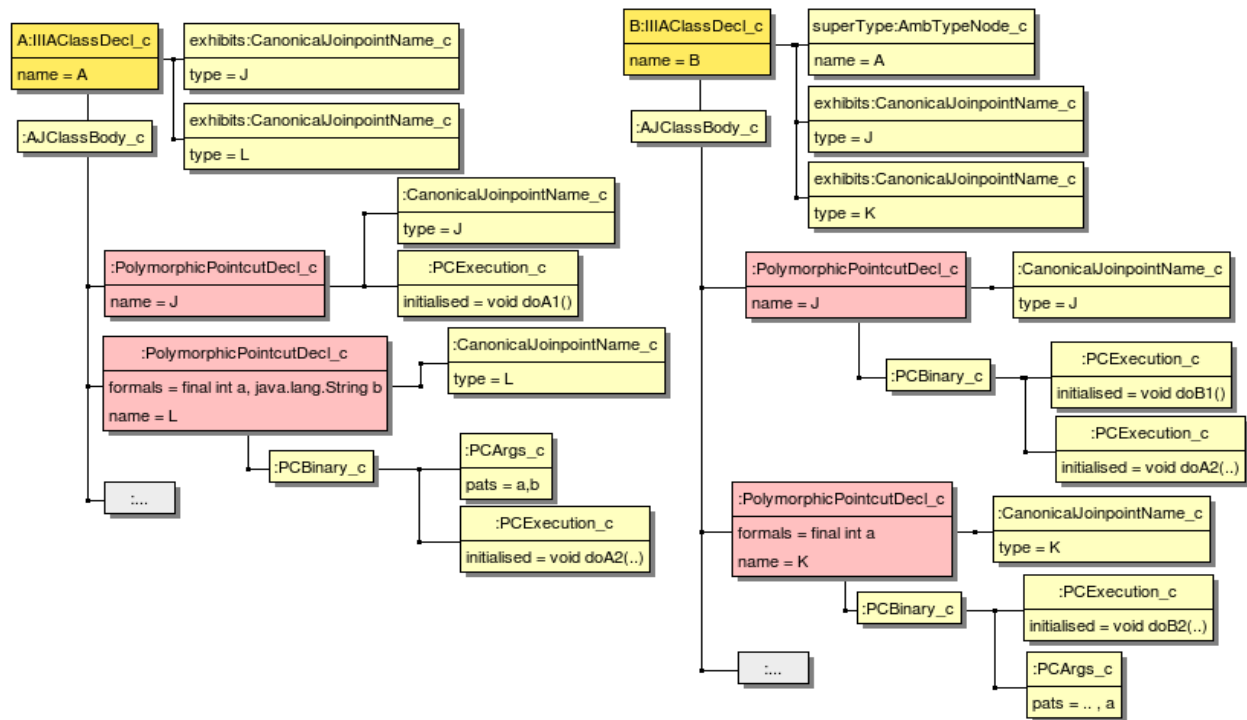 A:IIIAClassDecl_c
name = A
exhibits:CanonicalJoinpointName_c
type = J
exhibits:CanonicalJoinpointName_c
type = L
:AJClassBody_c
:CanonicalJoinpointName_c
type = J
:PolymorphicPointcutDecl_c
name = J
:PCExecution_c
initialised = void doA1()
:PolymorphicPointcutDecl_c
formals = final int a, java.lang.String b
name = L
:CanonicalJoinpointName_c
type = L
:PCBinary_c
:PCArgs_c
pats = a,b
:PCExecution_c
initialised = void doA2(..)
:...
B:IIIAClassDecl_c
name = B
superType:AmbTypeNode_c
name = A
exhibits:CanonicalJoinpointName_c
type = J
exhibits:CanonicalJoinpointName_c
type = K
:AJClassBody_c
:PolymorphicPointcutDecl_c
name = J
:CanonicalJoinpointName_c
type = J
:PCBinary_c
:PCExecution_c
initialised = void doB1()
:PCExecution_c
initialised = void doA2(..)
:PolymorphicPointcutDecl_c
formals = final int a
name = K
:CanonicalJoinpointName_c
type = K
:PCBinary_c
:PCExecution_c
initialised = void doB2(..)
:PCArgs_c
pats = .. , a
:...